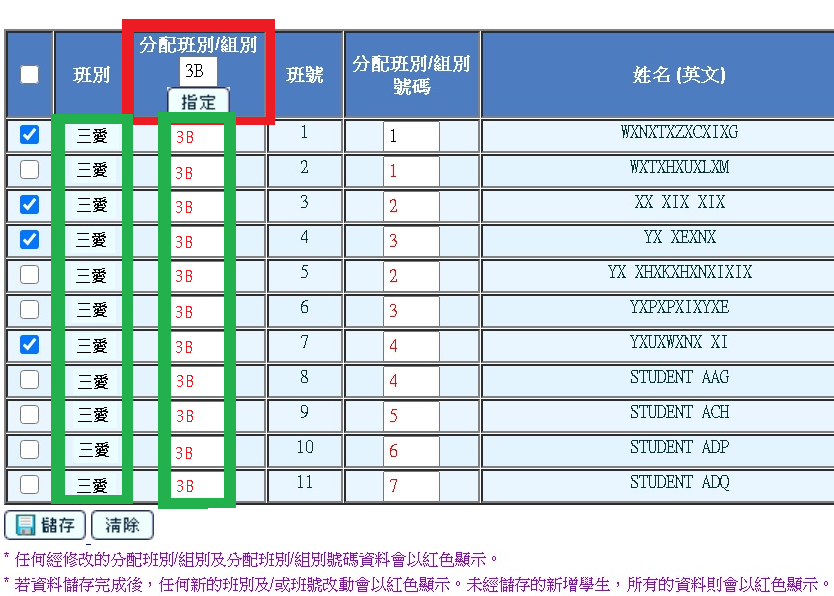 班別 分配班別/組別 3B 指定 班號 分配班別/組別 號碼 姓名 (英文)
三愛 3B 1 1 WXNXTXZXCXIXG
三愛 3B 2 1 WXTXHXUXLXM
三愛 3B 3 2 XX XIX XIX
三愛 3B 4 3 YX XEXNX
三愛 3B 5 2 YX XHXKXHXNXIXIX
三愛 3B 6 3 YXPXPXIXYXE
三愛 3B 7 4 YXUXWXNX XI
三愛 3B 8 4 STUDENT AAG
三愛 3B 9 5 STUDENT ACH
三愛 3B 10 6 STUDENT ADP
三愛 3B 11 7 STUDENT ADQ
儲存 清除
* 任何經修改的分配班別/組別及分配班別/組別號碼資料會以紅色顯示。
* 若資料儲存完成後，任何新的班別及/或班號改動會以紅色顯示。未經儲存的新增學生，所有的資料則會以紅色顯示。